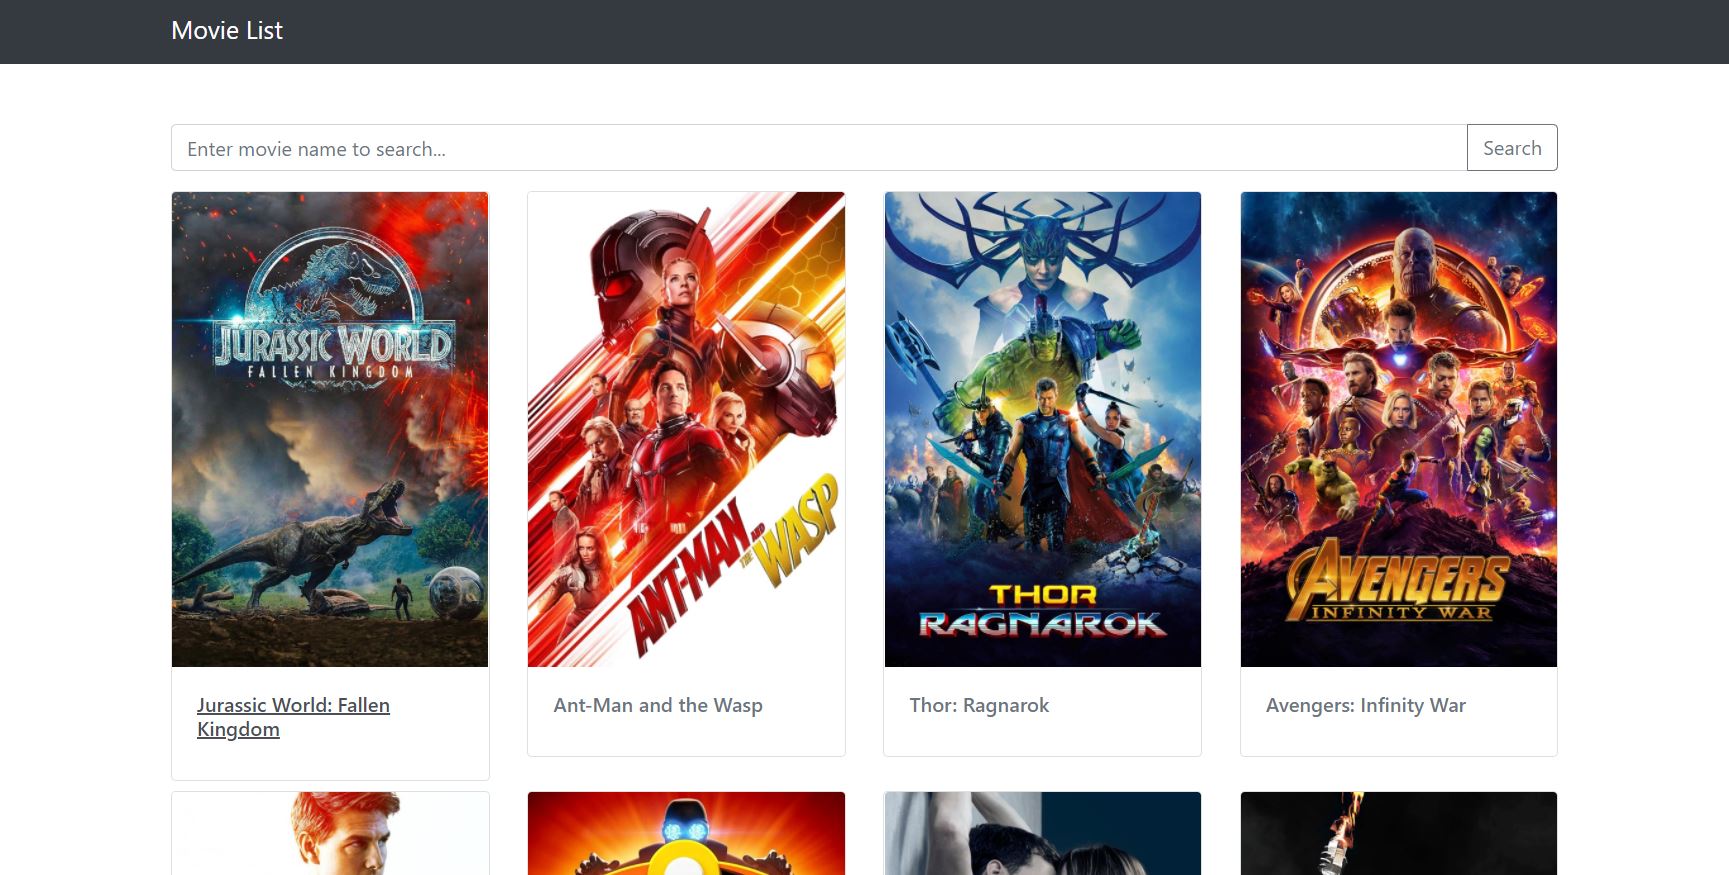 Movie List
Enter movie name to search...
Search
JURASSIC WORLD
FALLEN KINGDOM
ANT-MAN AND THE WASP
THOR
RAGNAROK
AVENGERS
INFINITY WAR
Jurassic World: Fallen
Kingdom
Ant-Man and the Wasp
Thor: Ragnarok
Avengers: Infinity War